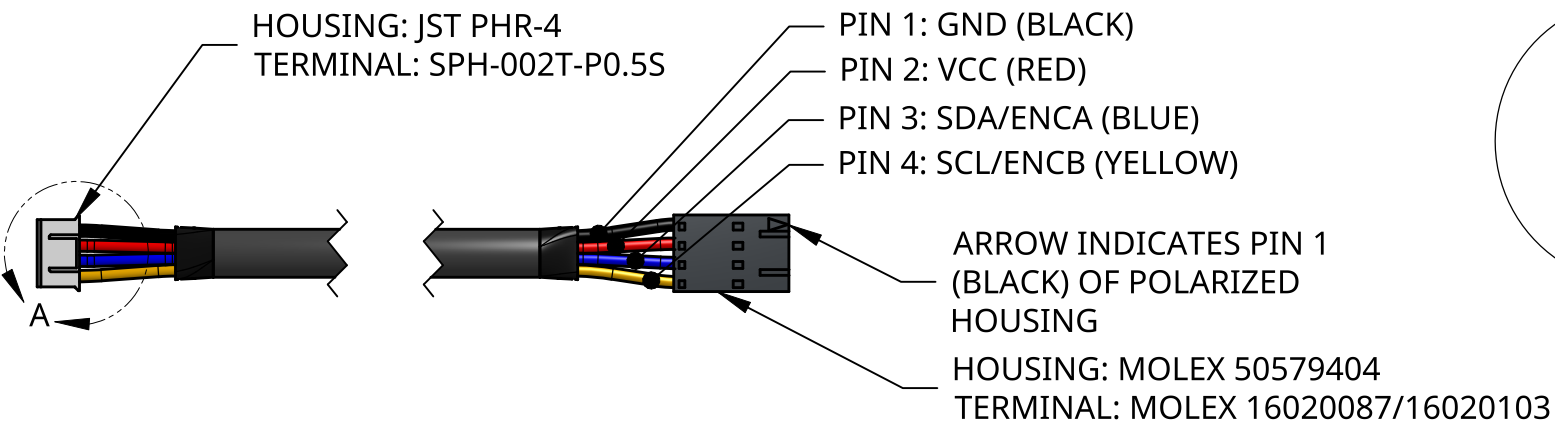 HOUSING: JST PHR-4
TERMINAL: SPH-002T-P0.5S
PIN 1: GND (BLACK)
PIN 2: VCC (RED)
PIN 3: SDA/ENCA (BLUE)
PIN 4: SCL/ENCB (YELLOW)
ARROW INDICATES PIN 1
(BLACK) OF POLARIZED
HOUSING
A
HOUSING: MOLEX 50579404
TERMINAL: MOLEX 16020087/16020103